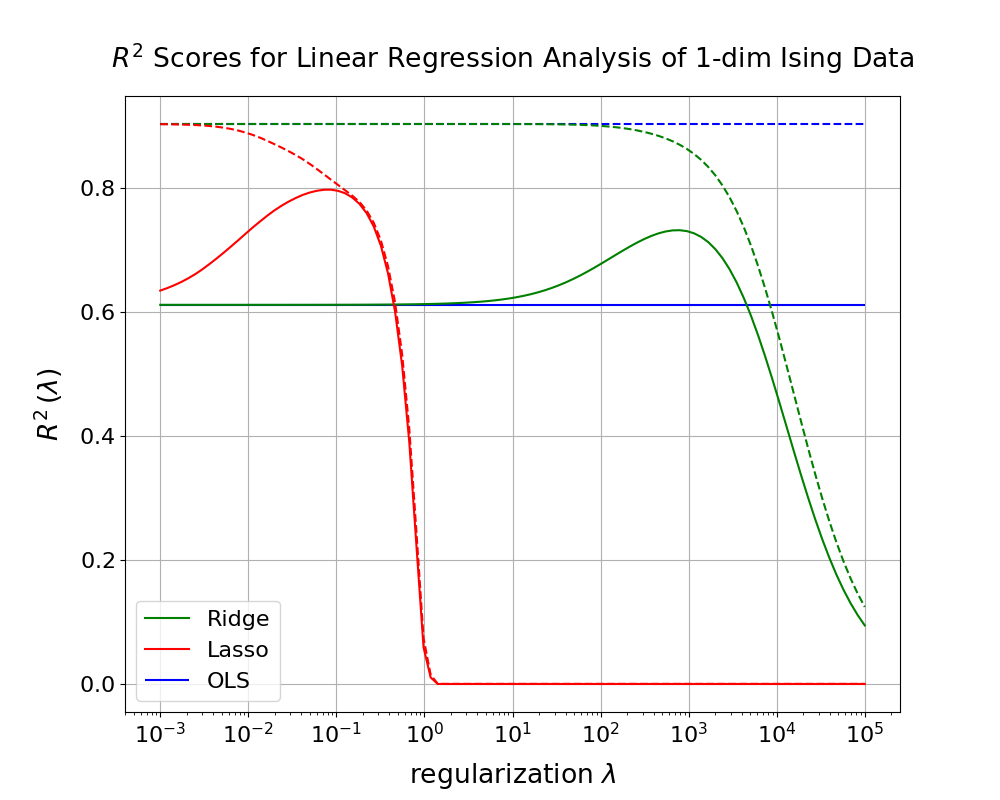 R² Scores for Linear Regression Analysis of 1-dim Ising Data
R² (λ)
0.8
0.6
0.4
0.2
0.0
Ridge
Lasso
OLS
10⁻³ 10⁻² 10⁻¹ 10⁰ 10¹ 10² 10³ 10⁴ 10⁵
regularization λ